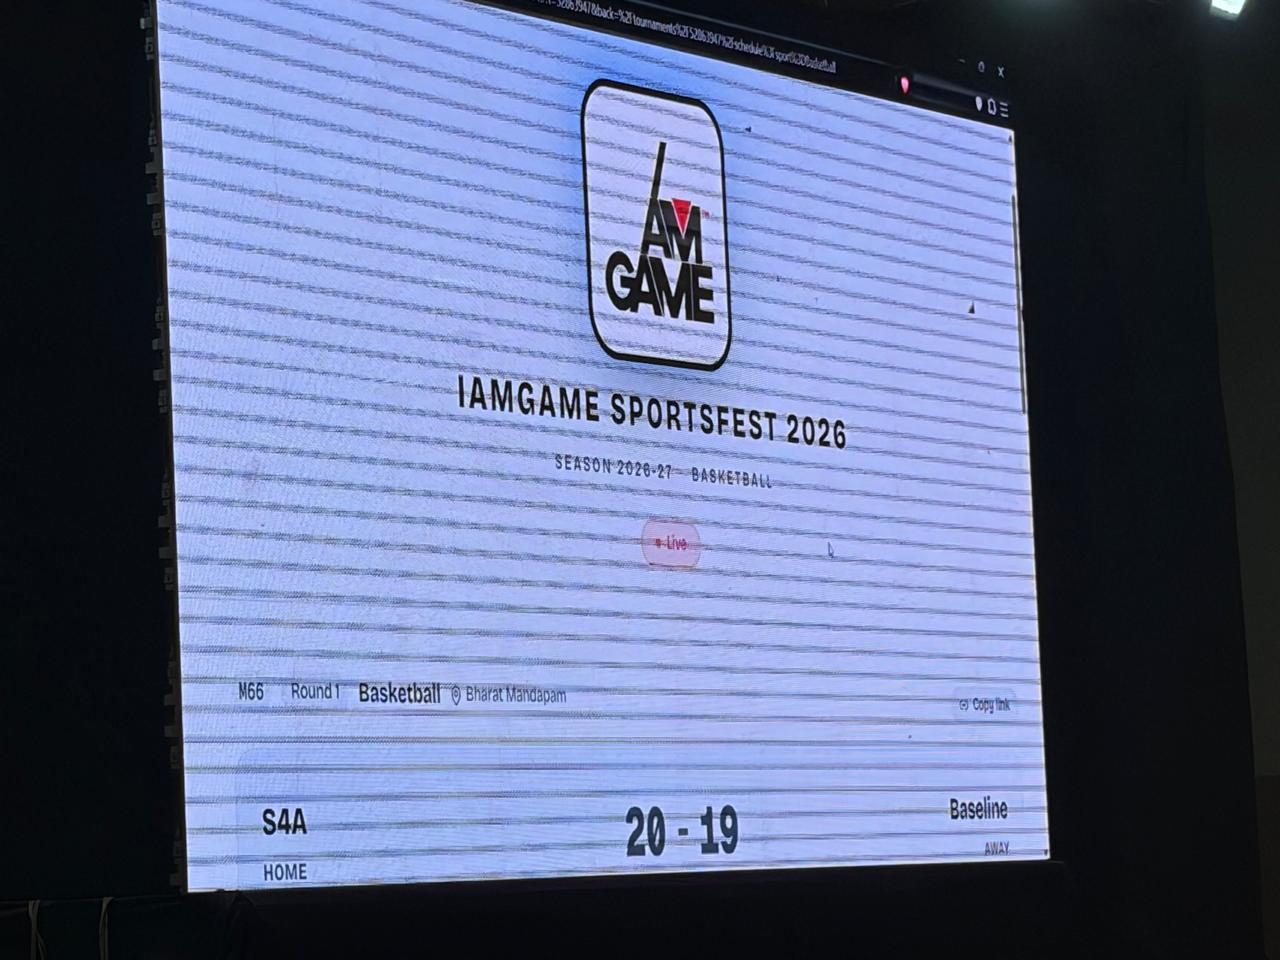 I
AM
GAME
IAMGAME SPORTSFEST 2026
SEASON 2026-27 BASKETBALL
Live
M66 Round 1 Basketball Bharat Mandapam
Copy link
S4A 20 - 19 Baseline
HOME AWAY